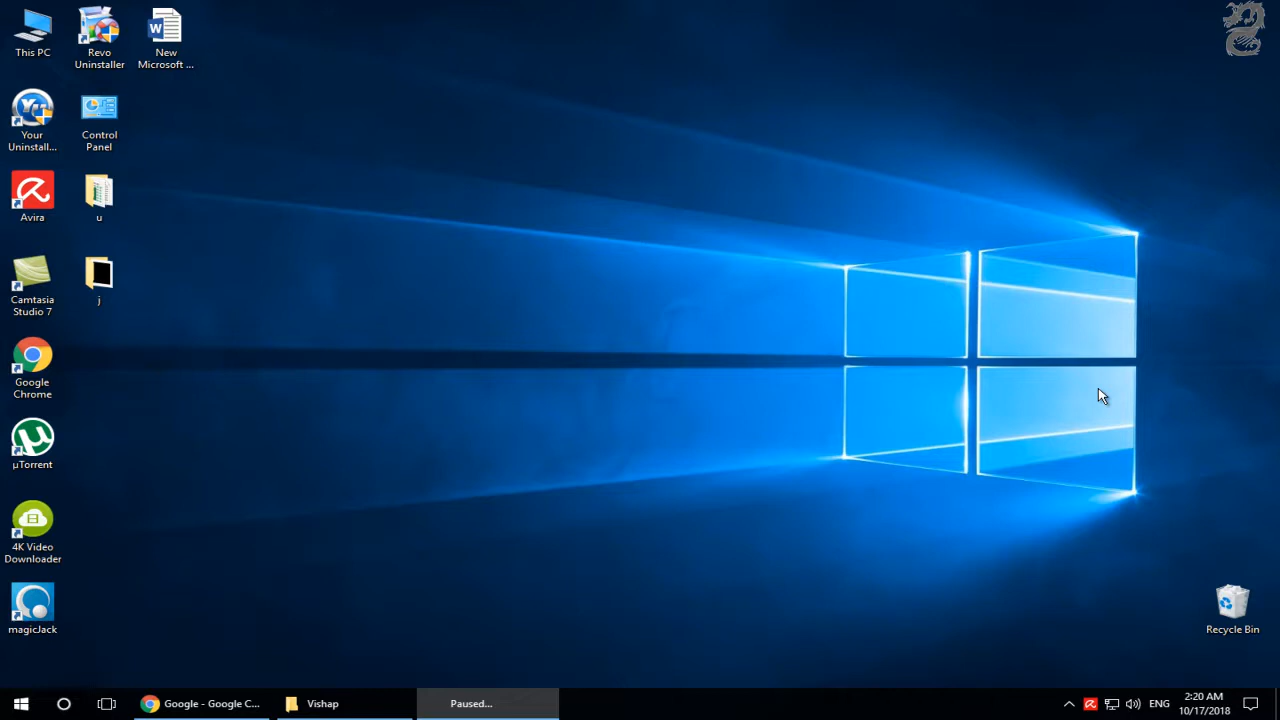 This PC
Revo
Uninstaller
New
Microsoft ...
Your
Uninstall...
Control
Panel
Avira
u
Camtasia
Studio 7
j
Google
Chrome
µTorrent
4K Video
Downloader
magicJack
Recycle Bin
Google - Google C...
Vishap
Paused...
ENG
2:20 AM
10/17/2018